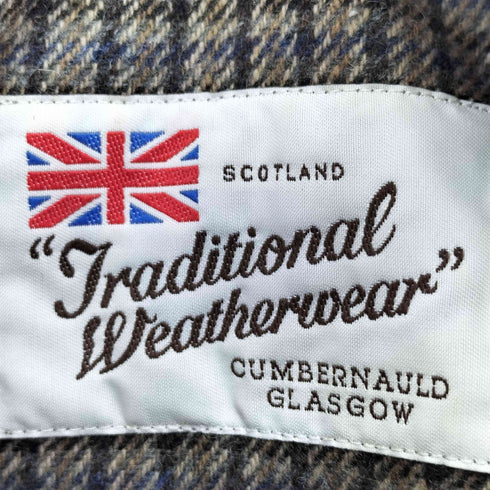 SCOTLAND
"Traditional
Weatherwear"
CUMBERNAULD
GLASGOW